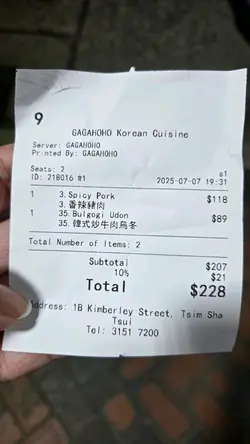 9
GAGAHOHO Korean Cuisine
Server: GAGAHOHO
Printed By: GAGAHOHO
Seats: 2 61
ID: 218016 #1 2025-07-07 19:31
1 3. Spicy Pork $118
3. 香辣豬肉
1 35. Bulgogi Udon $89
35. 韓式炒牛肉烏冬
Total Number of Items: 2
Subtotal $207
10% $21
Total $228
Address: 1B Kimberley Street, Tsim Sha
Tsui
Tel: 3151 7200